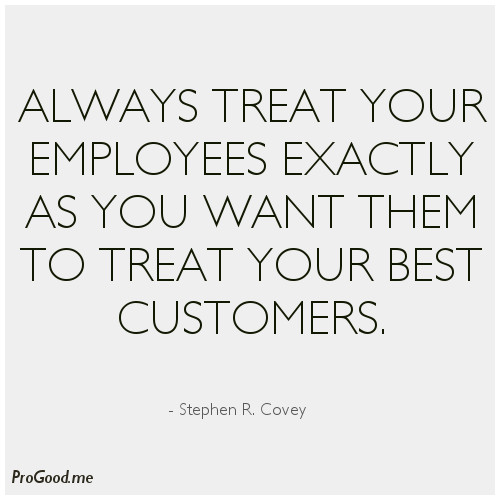 ALWAYS TREAT YOUR
EMPLOYEES EXACTLY
AS YOU WANT THEM
TO TREAT YOUR BEST
CUSTOMERS.
- Stephen R. Covey
ProGood.me